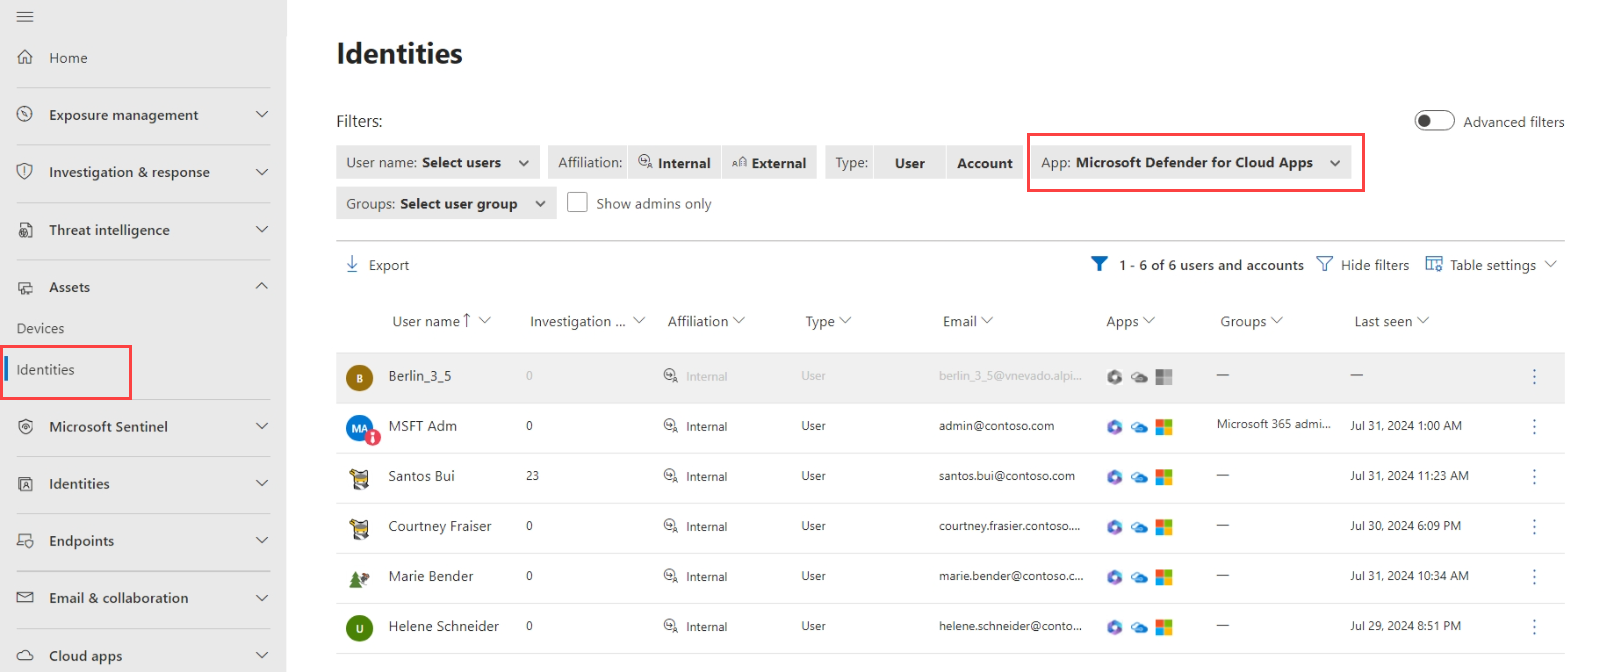 Home
Exposure management
Investigation & response
Threat intelligence
Assets
Devices
Identities
Microsoft Sentinel
Identities
Endpoints
Email & collaboration
Cloud apps
Identities
Filters:
Advanced filters
User name: Select users Affiliation: Internal External Type: User Account App: Microsoft Defender for Cloud Apps
Groups: Select user group Show admins only
Export 1 - 6 of 6 users and accounts Hide filters Table settings
User name Investigation ... Affiliation Type Email Apps Groups Last seen
B Berlin_3_5 0 Internal User berlin_3_5@vnevado.alpi... — —
MA MSFT Adm 0 Internal User admin@contoso.com Microsoft 365 admi... Jul 31, 2024 1:00 AM
Santos Bui 23 Internal User santos.bui@contoso.com — Jul 31, 2024 11:23 AM
Courtney Fraiser 0 Internal User courtney.frasier.contoso.... — Jul 30, 2024 6:09 PM
Marie Bender 0 Internal User marie.bender@contoso.c... — Jul 31, 2024 10:34 AM
U Helene Schneider 0 Internal User helene.schneider@conto... — Jul 29, 2024 8:51 PM